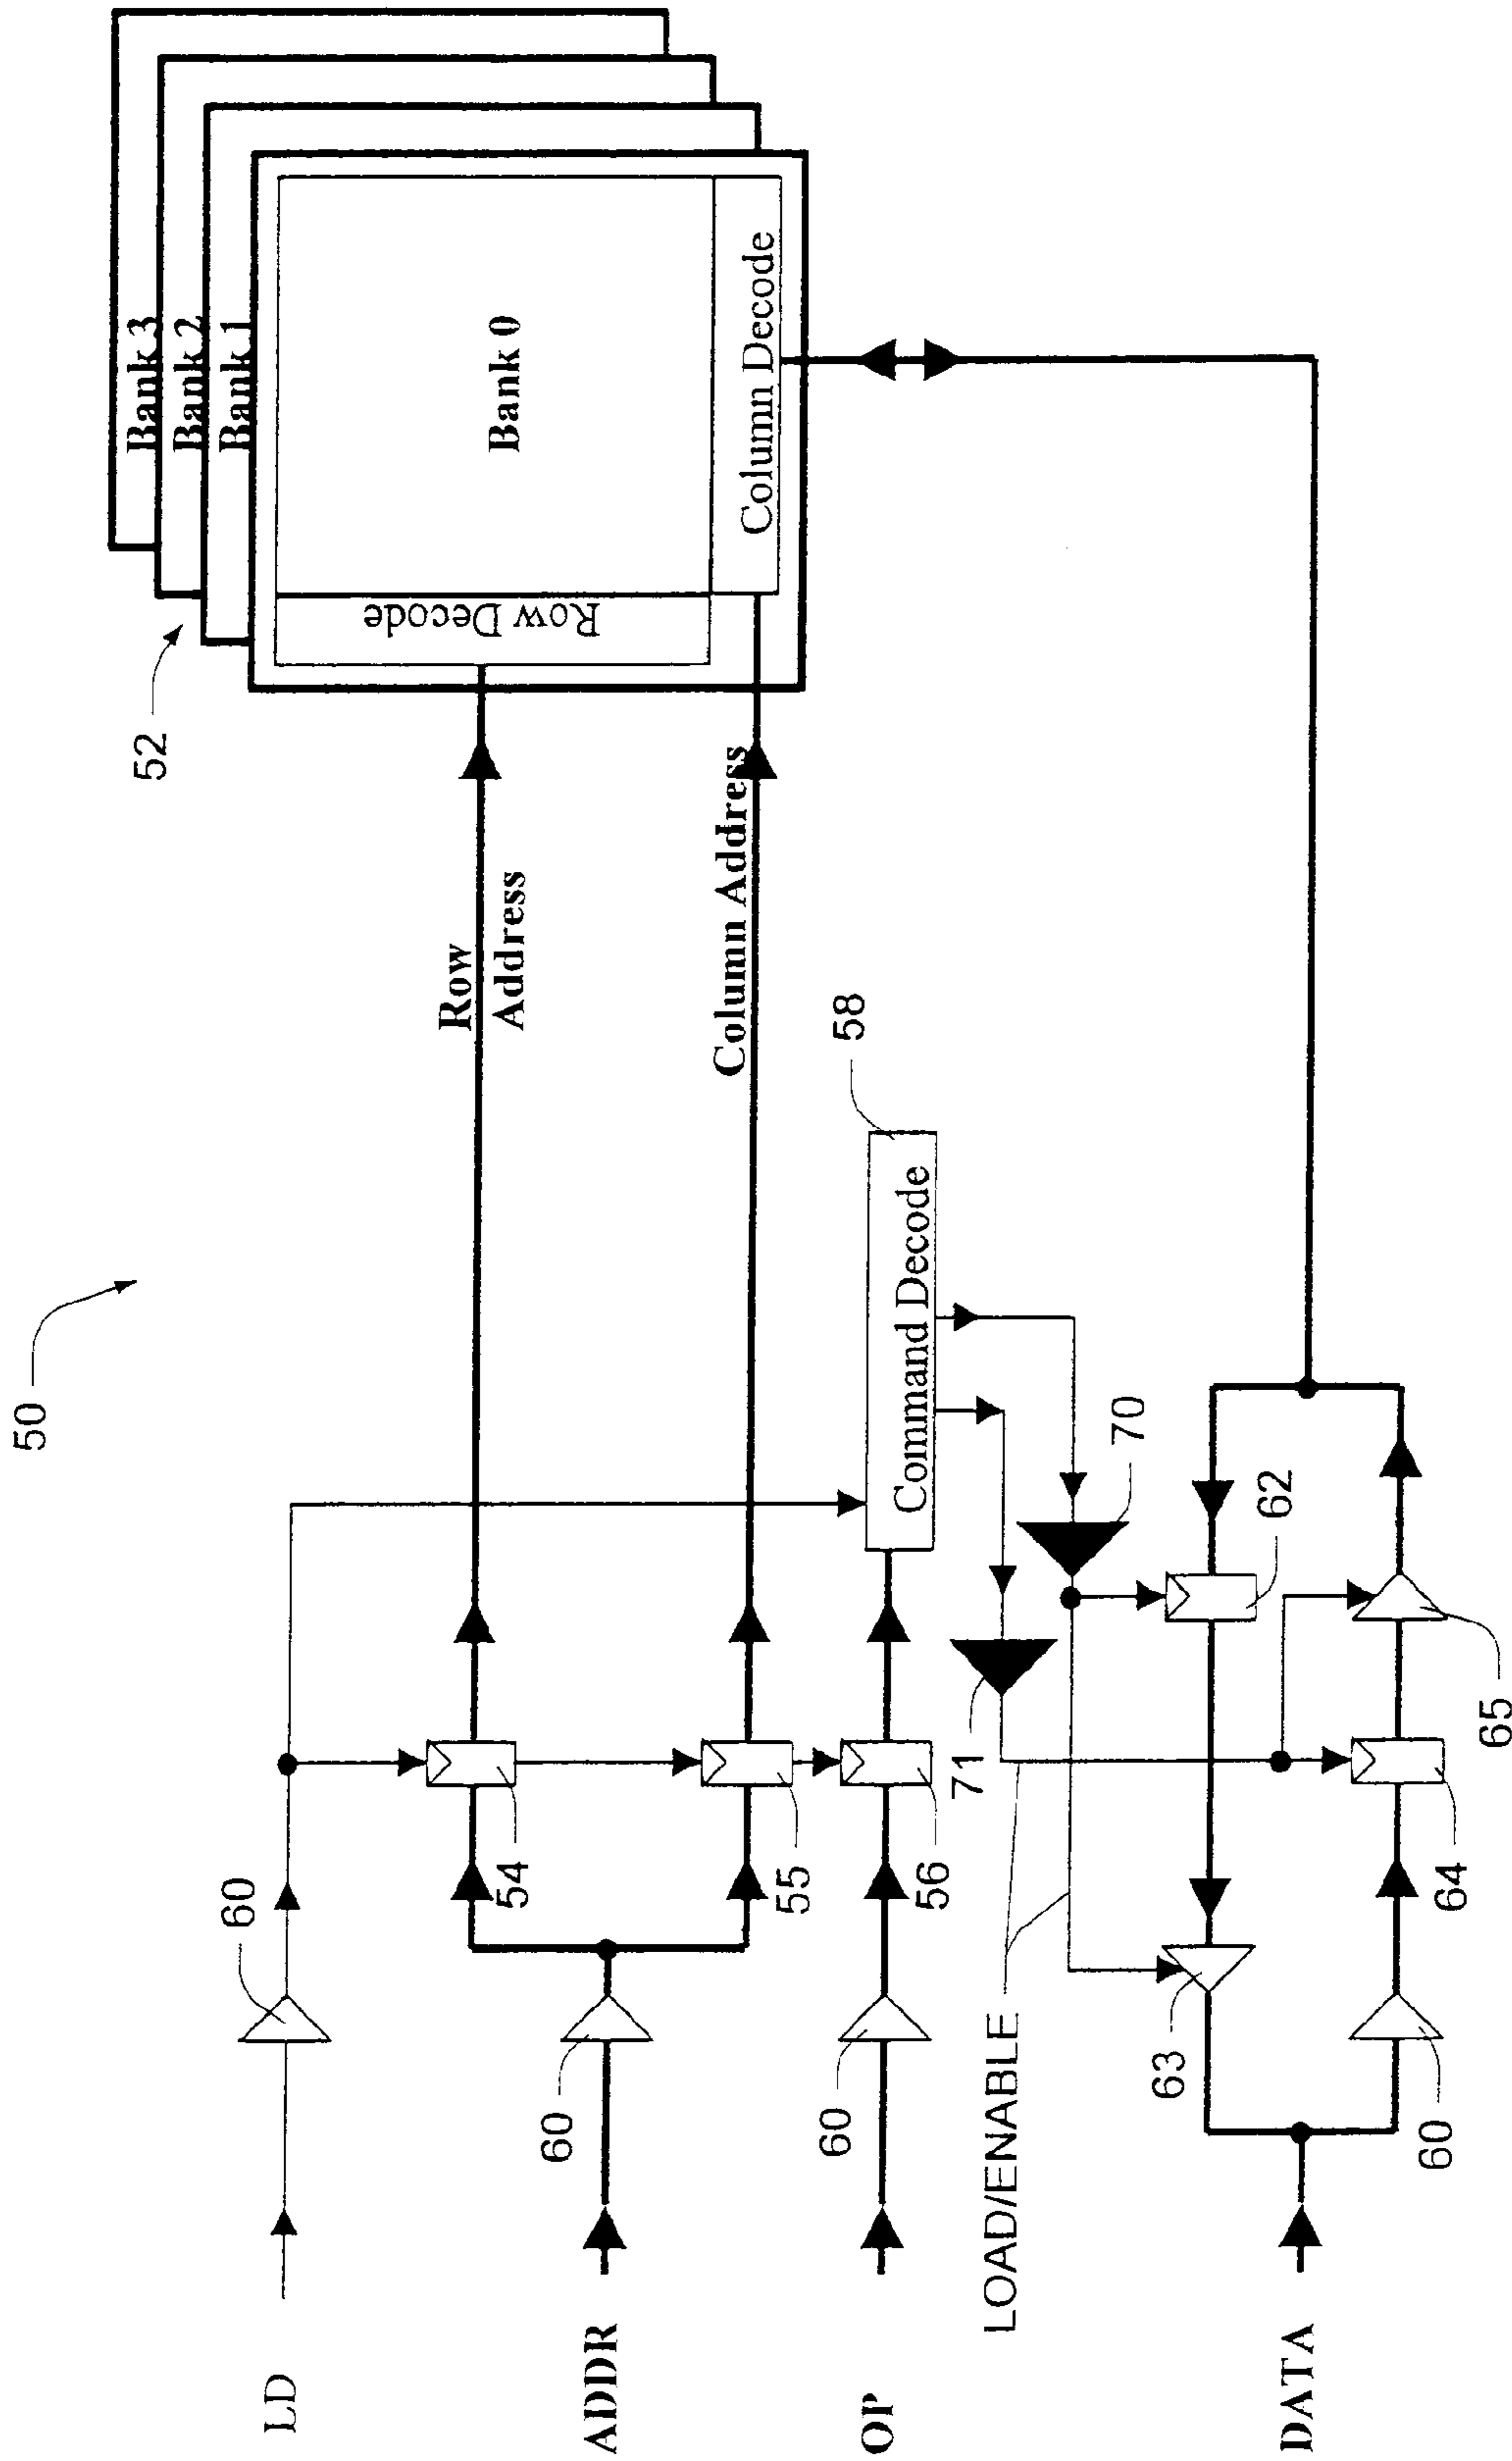 50
52
Bank 3
Bank 2
Bank 1
Bank 0
Row Decode
Column Decode
Row
Address
Column Address
58
Command Decode
LD
60
54
ADDR
60
55
OP
60
56
71
70
LOAD/ENABLE
62
63
65
64
DATA
60